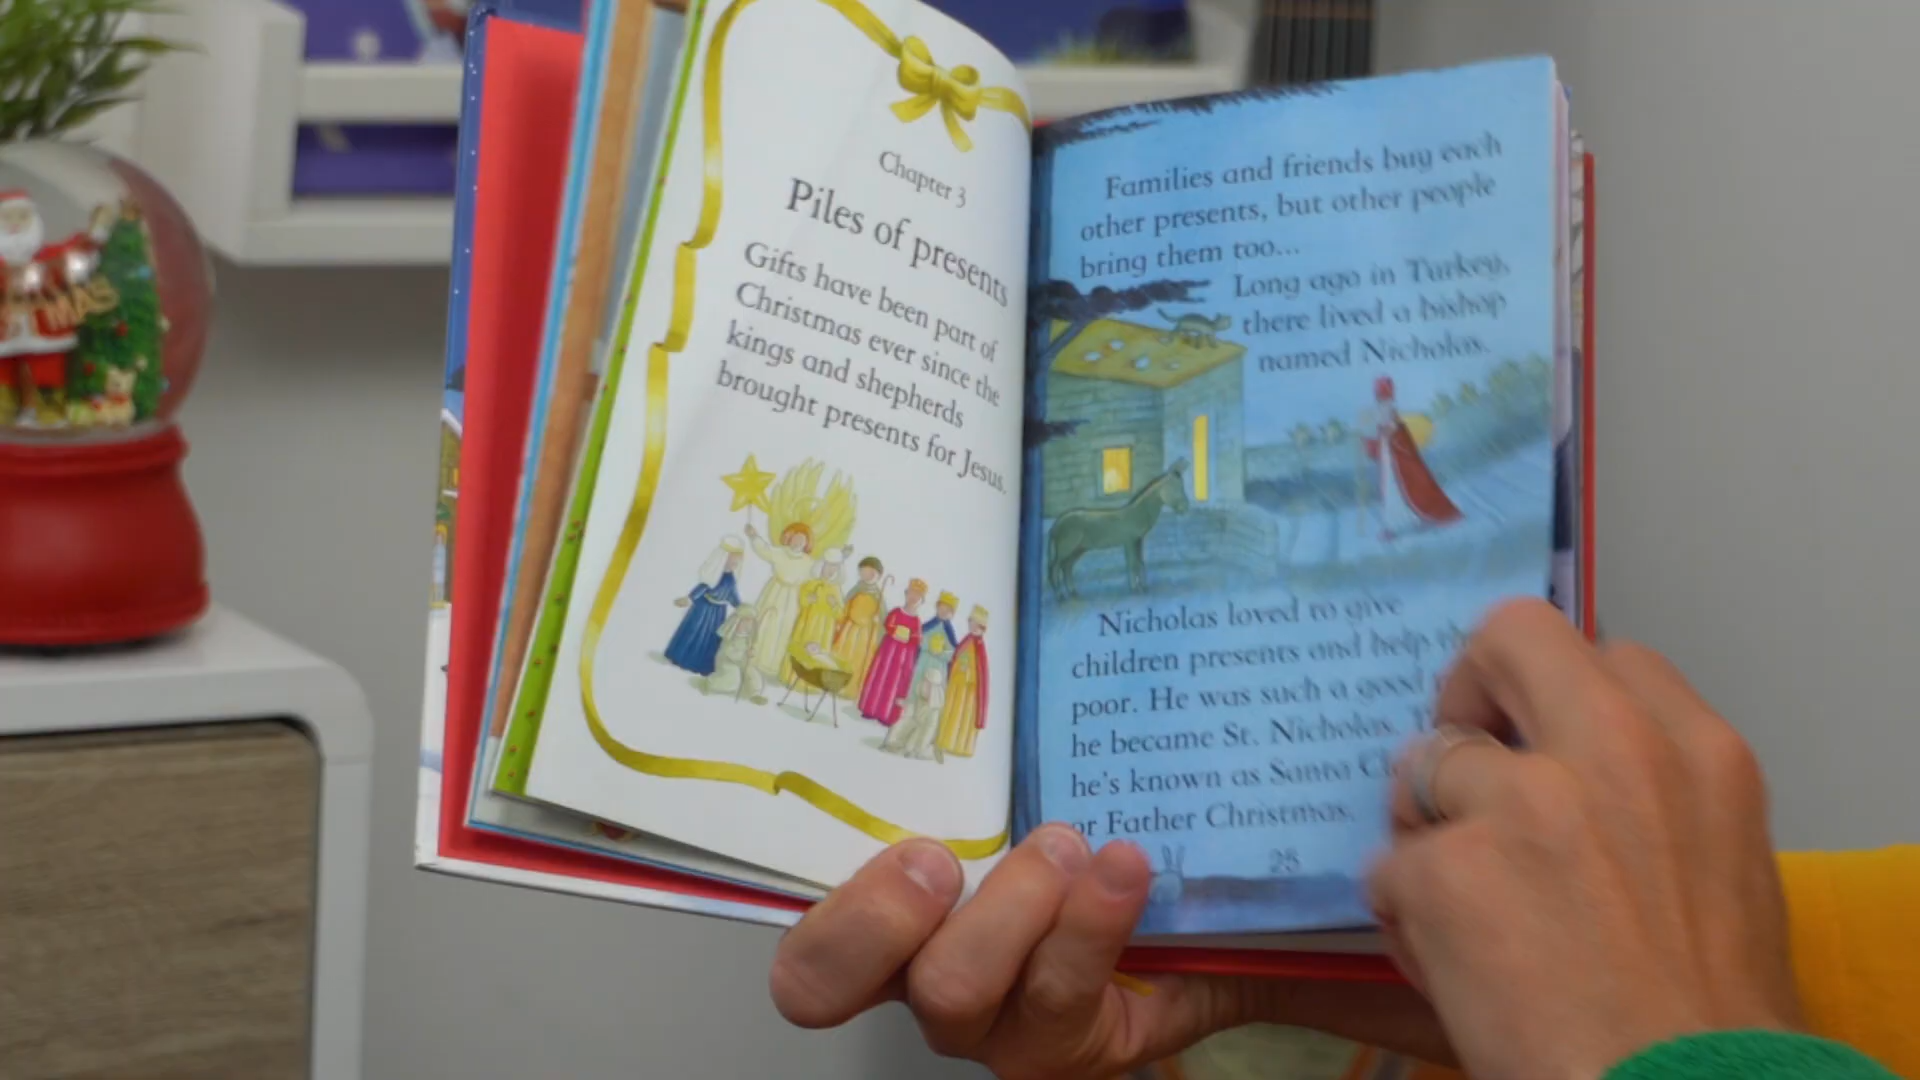 MAS
Chapter 3
Piles of presents
Gifts have been part of
Christmas ever since the
kings and shepherds
brought presents for Jesus.
Families and friends buy each
other presents, but other people
bring them too...
Long ago in Turkey,
there lived a bishop
named Nicholas.
Nicholas loved to give
children presents and help
poor. He was such a good
he became St. Nicholas.
he's known as Santa
or Father Christmas.
25